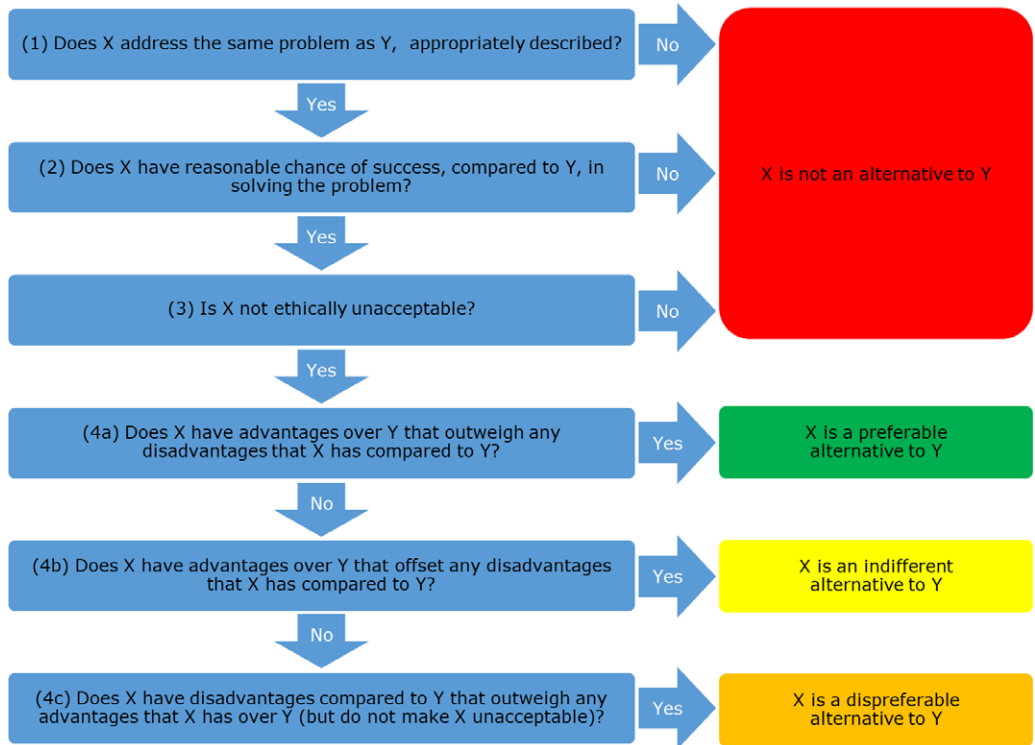 (1) Does X address the same problem as Y,  appropriately described?
No
X is not an alternative to Y
Yes
(2) Does X have reasonable chance of success, compared to Y, in
solving the problem?
No
Yes
(3) Is X not ethically unacceptable?
No
Yes
(4a) Does X have advantages over Y that outweigh any
disadvantages that X has compared to Y?
Yes
X is a preferable
alternative to Y
No
(4b) Does X have advantages over Y that offset any disadvantages
that X has compared to Y?
Yes
X is an indifferent
alternative to Y
No
(4c) Does X have disadvantages compared to Y that outweigh any
advantages that X has over Y (but do not make X unacceptable)?
Yes
X is a dispreferable
alternative to Y